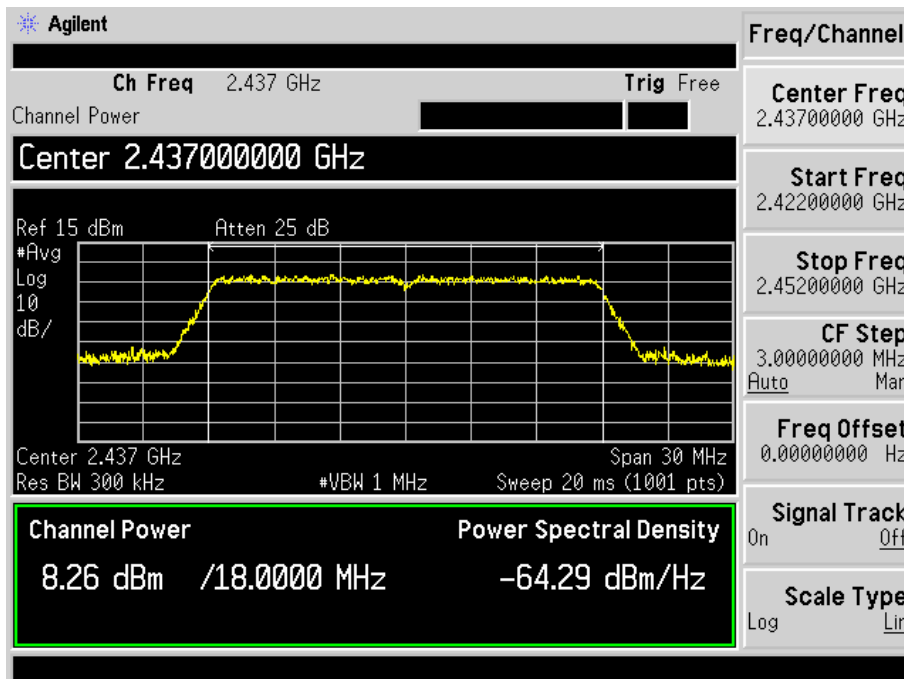 Agilent
Freq/Channel
Ch Freq 2.437 GHz Trig Free
Channel Power
Center 2.437000000 GHz
Ref 15 dBm Atten 25 dB
#Avg
Log
10
dB/
Center 2.437 GHz Span 30 MHz
Res BW 300 kHz #VBW 1 MHz Sweep 20 ms (1001 pts)
Channel Power Power Spectral Density
8.26 dBm /18.0000 MHz -64.29 dBm/Hz
Center Freq
2.43700000 GHz
Start Freq
2.42200000 GHz
Stop Freq
2.45200000 GHz
CF Step
3.00000000 MHz
Auto Man
Freq Offset
0.00000000 Hz
Signal Track
On Off
Scale Type
Log Lin